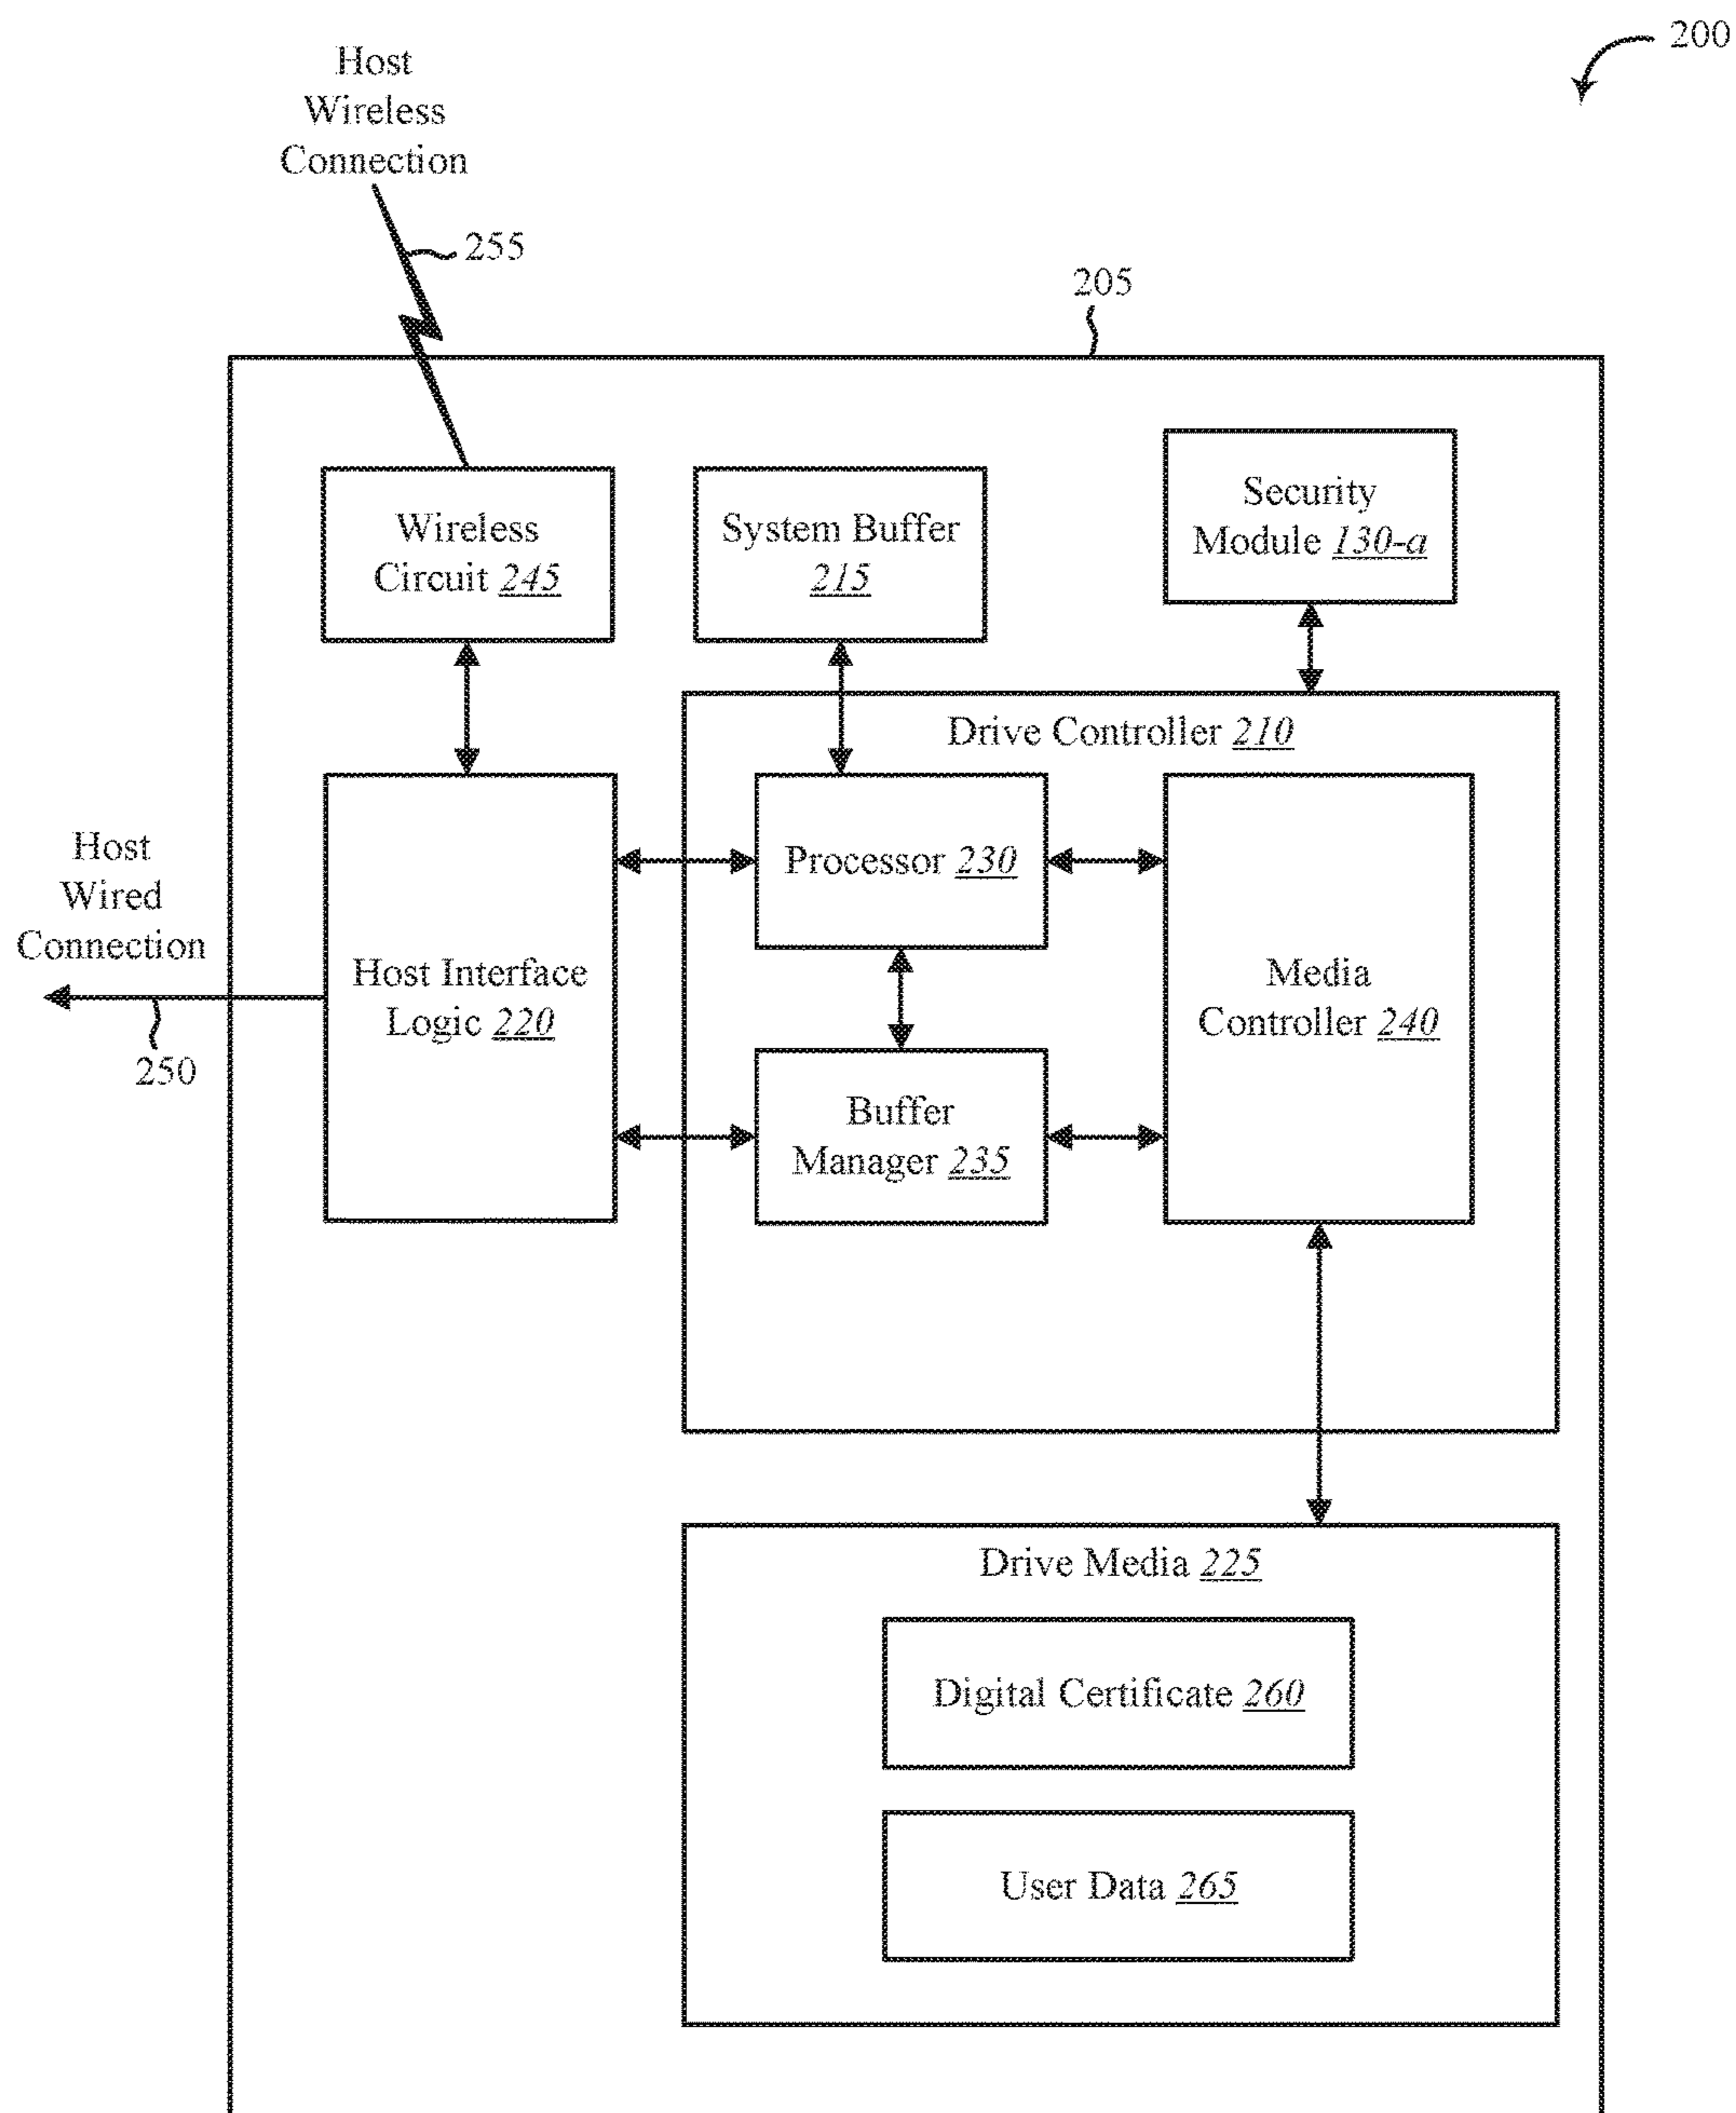 200
Host
Wireless
Connection
255
205
Wireless
Circuit 245
System Buffer
215
Security
Module 130-a
Drive Controller 210
Host
Wired
Connection
250
Host Interface
Logic 220
Processor 230
Media
Controller 240
Buffer
Manager 235
Drive Media 225
Digital Certificate 260
User Data 265